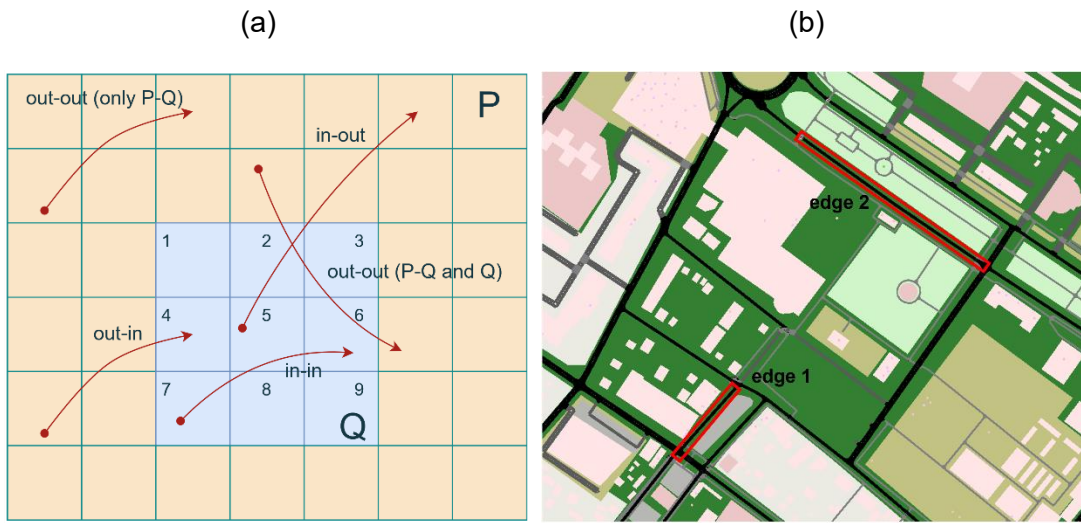 (a)
(b)
out-out (only P-Q)
P
in-out
1
2
3
out-out (P-Q and Q)
4
5
6
out-in
in-in
7
8
9
Q
edge 2
edge 1